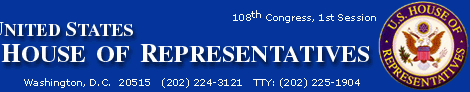 108th Congress, 1st Session
UNITED STATES
HOUSE OF REPRESENTATIVES
Washington, D.C. 20515 (202) 224-3121 TTY: (202) 225-1904
U.S. HOUSE OF
REPRESENTATIVES